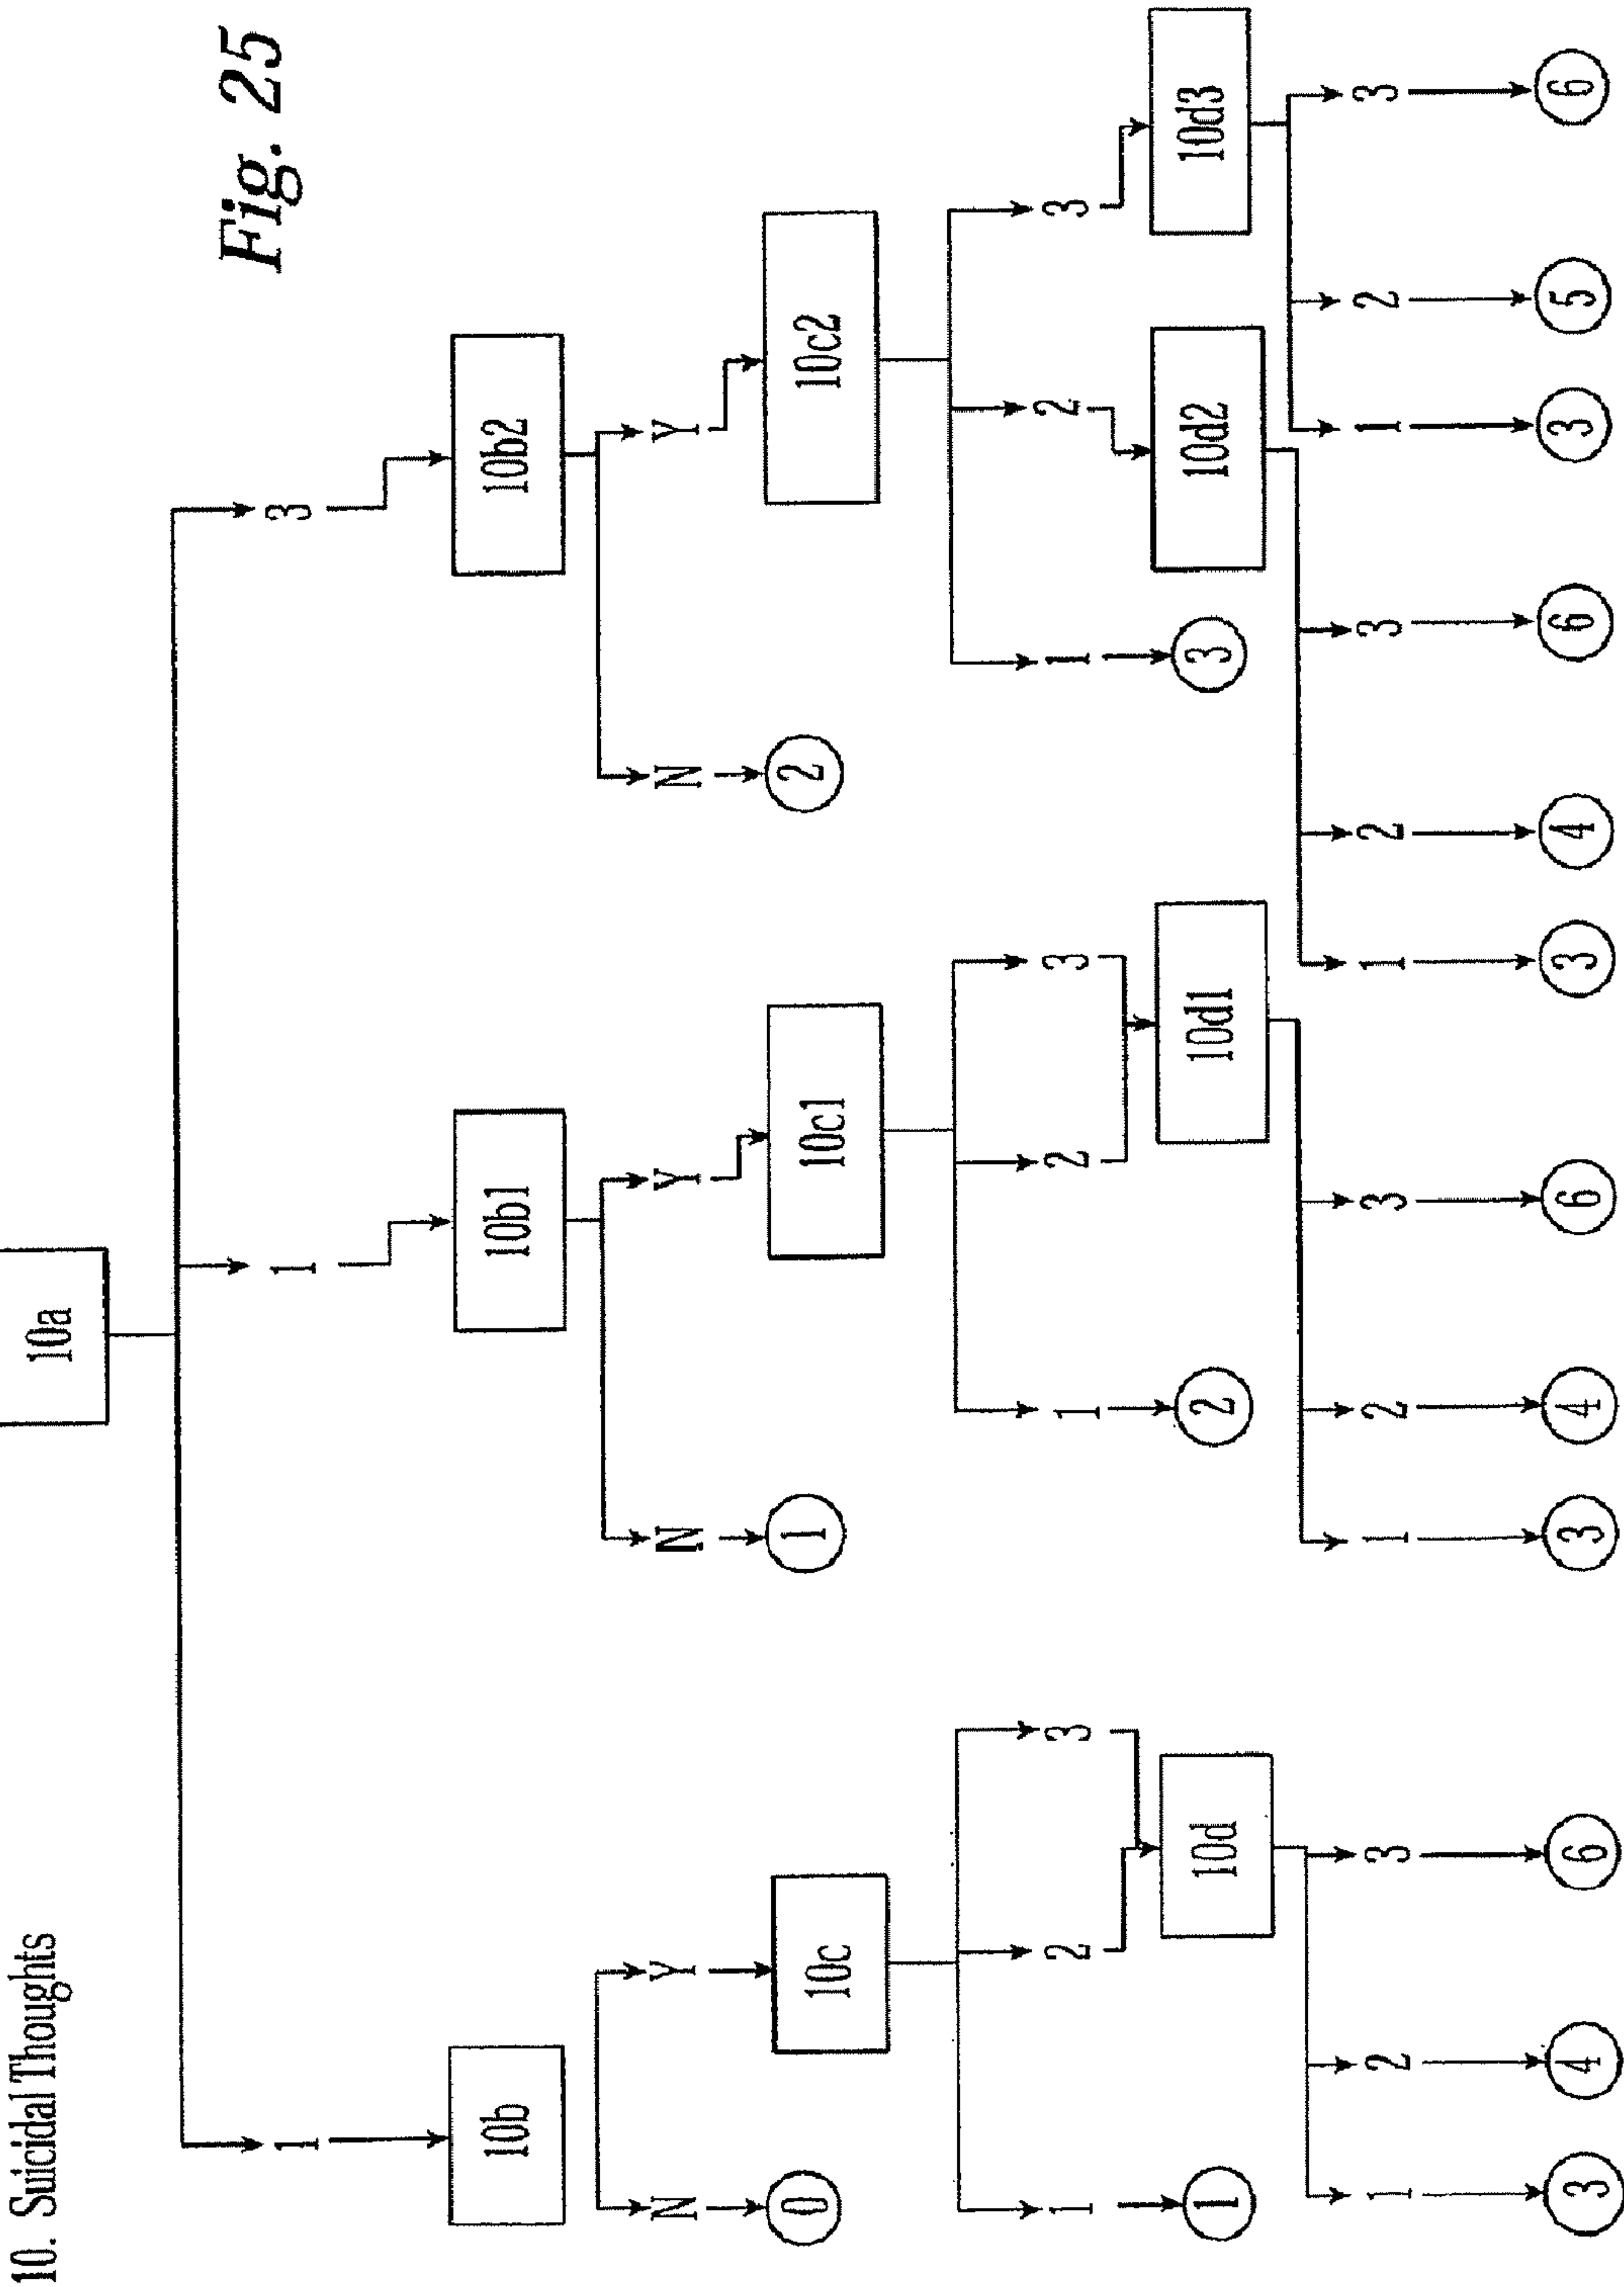 10. Suicidal Thoughts
10a
Fig. 25
1 1 3
10b 10b1 10b2
N Y N Y N Y
0 10c 1 10c1 2 10c2
1 2 3 1 2 3 1 2 3
1 10d 2 10d1 3 10d2 10d3
1 2 3 1 2 3 1 2 3 1 2 3
3 4 6 3 4 6 3 4 6 3 5 6